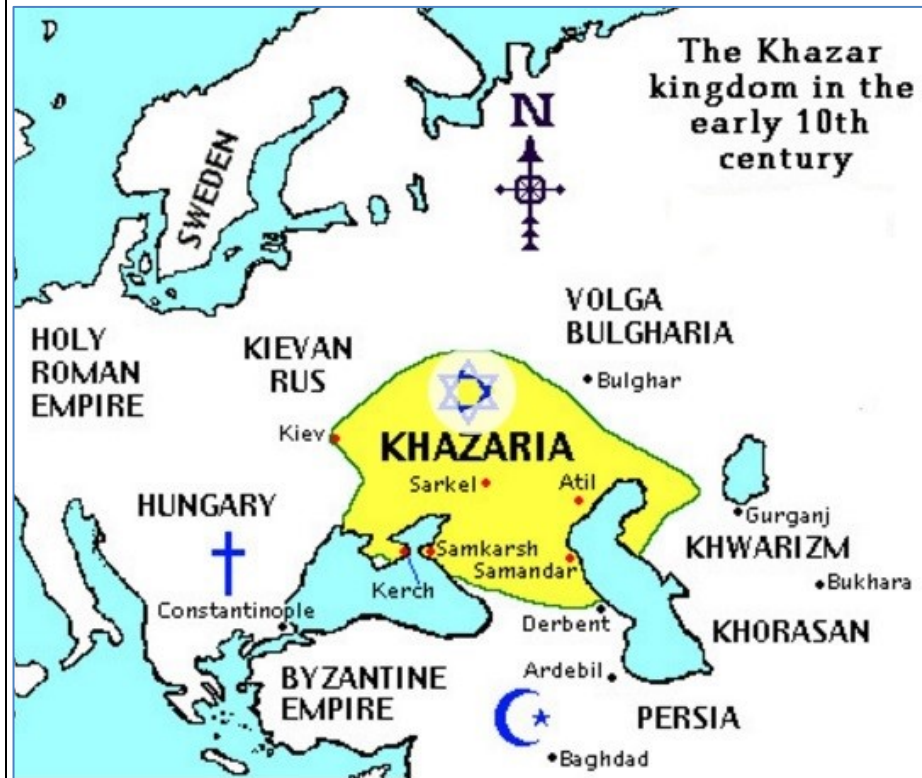 The Khazar
kingdom in the
early 10th
century
N
SWEDEN
VOLGA
BULGHARIA
HOLY
ROMAN
EMPIRE
KIEVAN
RUS
Bulghar
Kiev
KHAZARIA
Sarkel
Atil
HUNGARY
Gurganj
Samkarsh
KHWARIZM
Samandar
Kerch
Bukhara
Constantinople
Derbent
KHORASAN
Ardebil
BYZANTINE
EMPIRE
PERSIA
Baghdad